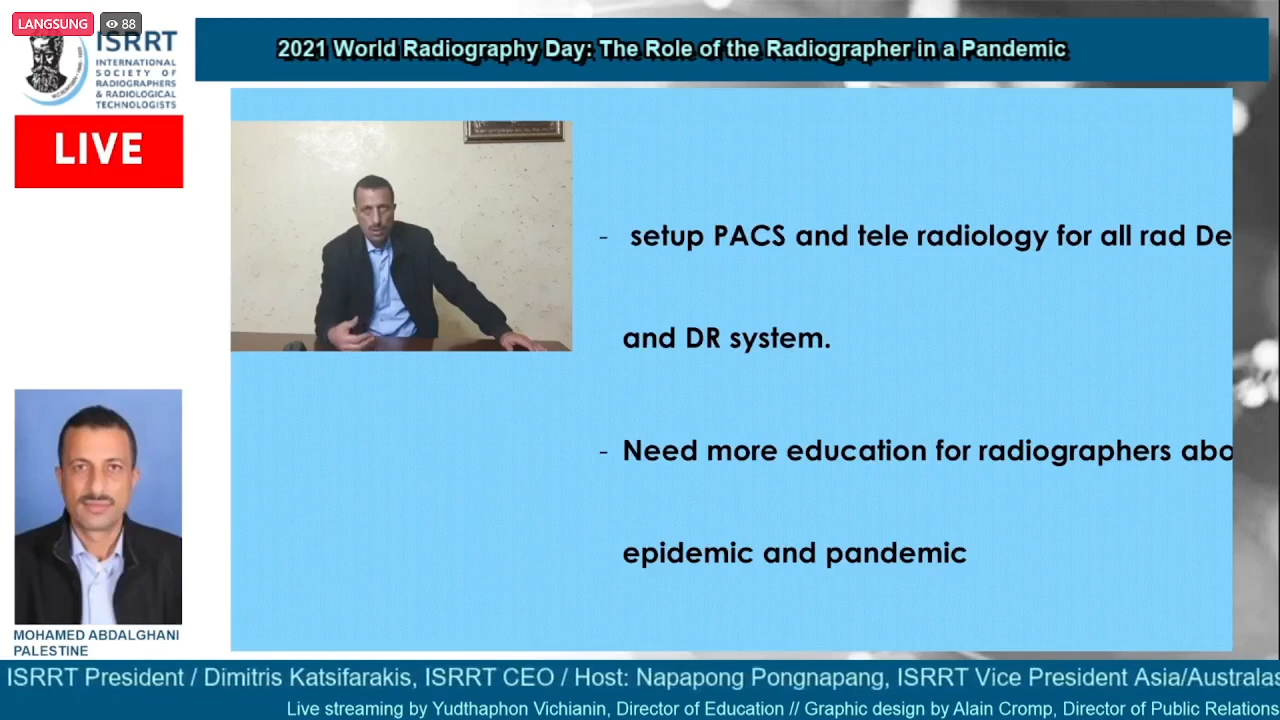 LANGSUNG 88
ISRRT
INTERNATIONAL
SOCIETY OF
RADIOGRAPHERS
& RADIOLOGICAL
TECHNOLOGISTS
2021 World Radiography Day: The Role of the Radiographer in a Pandemic
LIVE
- setup PACS and tele radiology for all rad De
and DR system.
- Need more education for radiographers abo
epidemic and pandemic
MOHAMED ABDALGHANI
PALESTINE
ISRRT President / Dimitris Katsifarakis, ISRRT CEO / Host: Napapong Pongnapang, ISRRT Vice President Asia/Australas
Live streaming by Yudthaphon Vichianin, Director of Education // Graphic design by Alain Cromp, Director of Public Relations